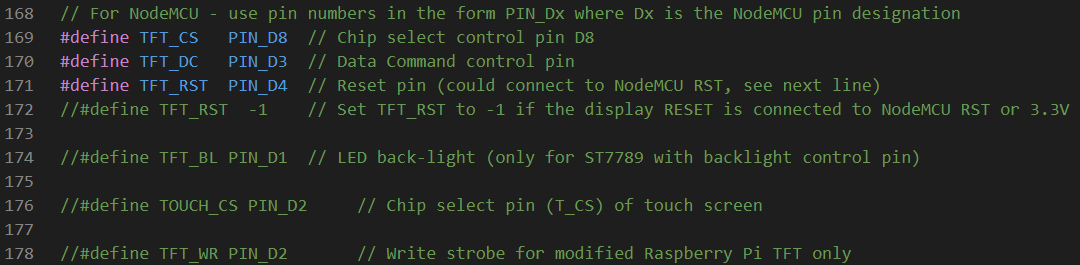 168 // For NodeMCU - use pin numbers in the form PIN_Dx where Dx is the NodeMCU pin designation
169 #define TFT_CS   PIN_D8  // Chip select control pin D8
170 #define TFT_DC   PIN_D3  // Data Command control pin
171 #define TFT_RST  PIN_D4  // Reset pin (could connect to NodeMCU RST, see next line)
172 //#define TFT_RST  -1    // Set TFT_RST to -1 if the display RESET is connected to NodeMCU RST or 3.3V
173
174 //#define TFT_BL PIN_D1  // LED back-light (only for ST7789 with backlight control pin)
175
176 //#define TOUCH_CS PIN_D2     // Chip select pin (T_CS) of touch screen
177
178 //#define TFT_WR PIN_D2       // Write strobe for modified Raspberry Pi TFT only